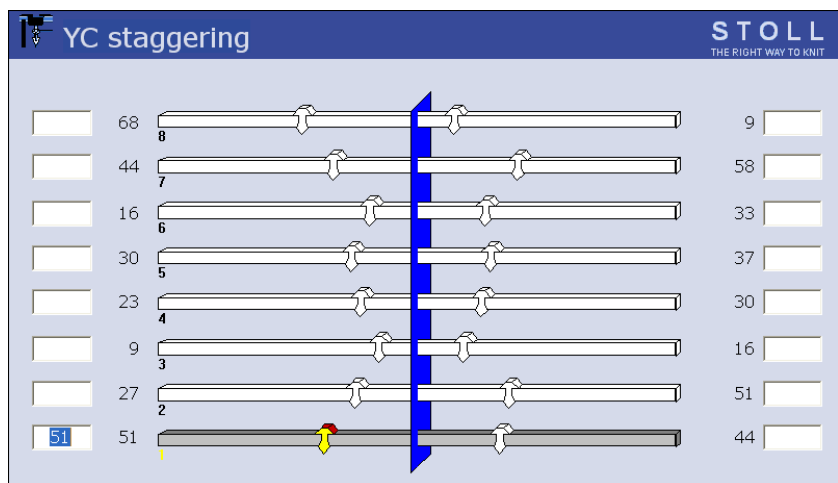 YC staggering
STOLL
THE RIGHT WAY TO KNIT
68 8 9
44 7 58
16 6 33
30 5 37
23 4 30
9 3 16
27 2 51
51 51 1 44